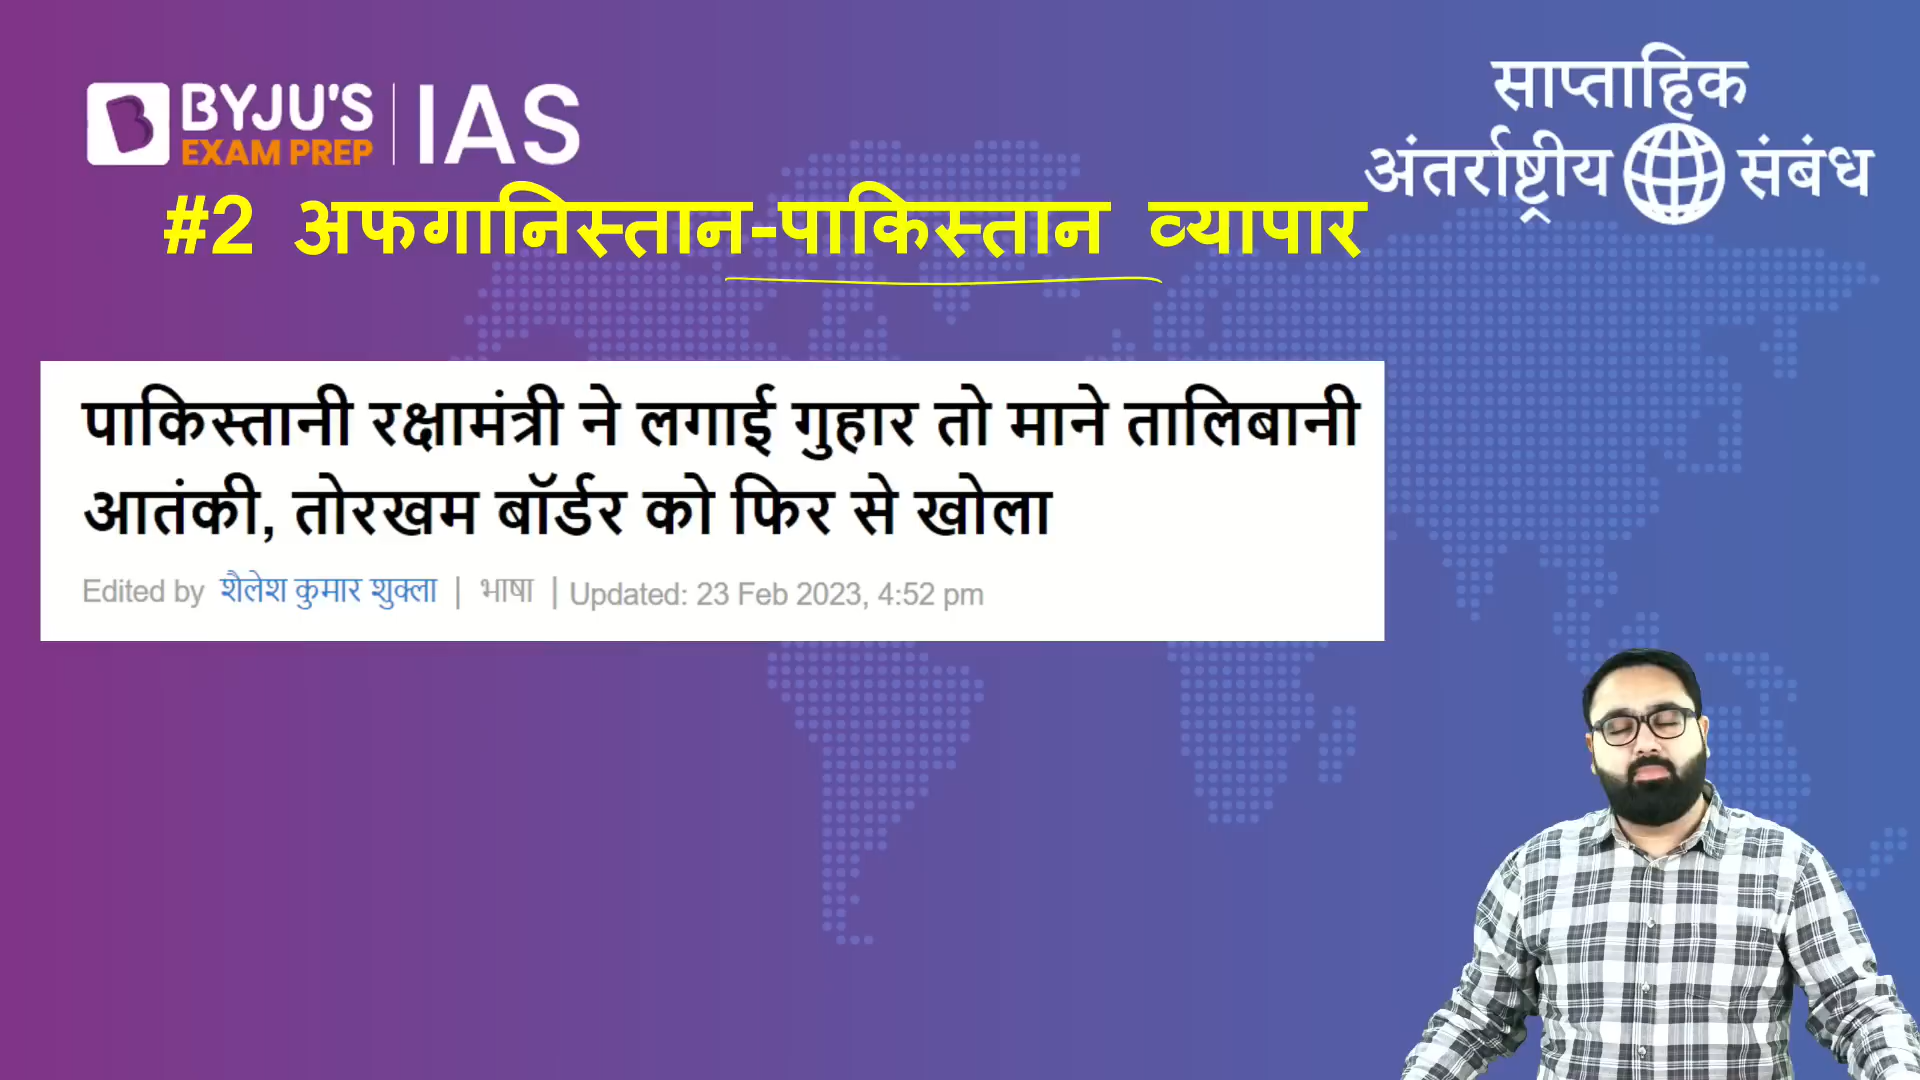 BYJU'S
EXAM PREP
IAS
साप्ताहिक
अंतर्राष्ट्रीय संबंध
#2 अफगानिस्तान-पाकिस्तान व्यापार
पाकिस्तानी रक्षामंत्री ने लगाई गुहार तो माने तालिबानी
आतंकी, तोरखम बॉर्डर को फिर से खोला
Edited by शैलेश कुमार शुक्ला | भाषा | Updated: 23 Feb 2023, 4:52 pm